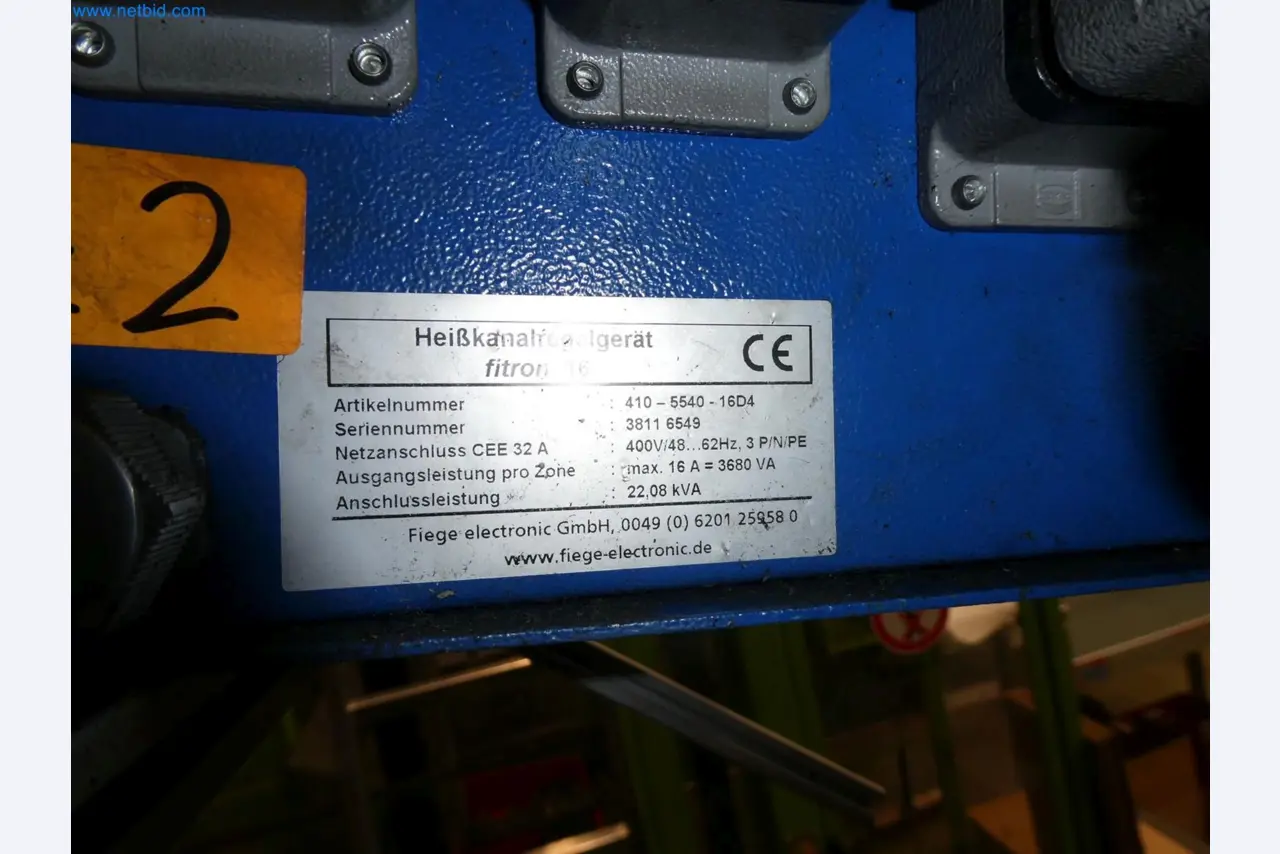 www.netbid.com
2
Heißkanalregelgerät
fitron 16
Artikelnummer : 410 – 5540 - 16D4
Seriennummer : 3811 6549
Netzanschluss CEE 32 A : 400V/48...62Hz, 3 P/N/PE
Ausgangsleistung pro Zone : max. 16 A = 3680 VA
Anschlussleistung : 22,08 kVA
Fiege electronic GmbH, 0049 (0) 6201 25958 0
www.fiege-electronic.de
CE